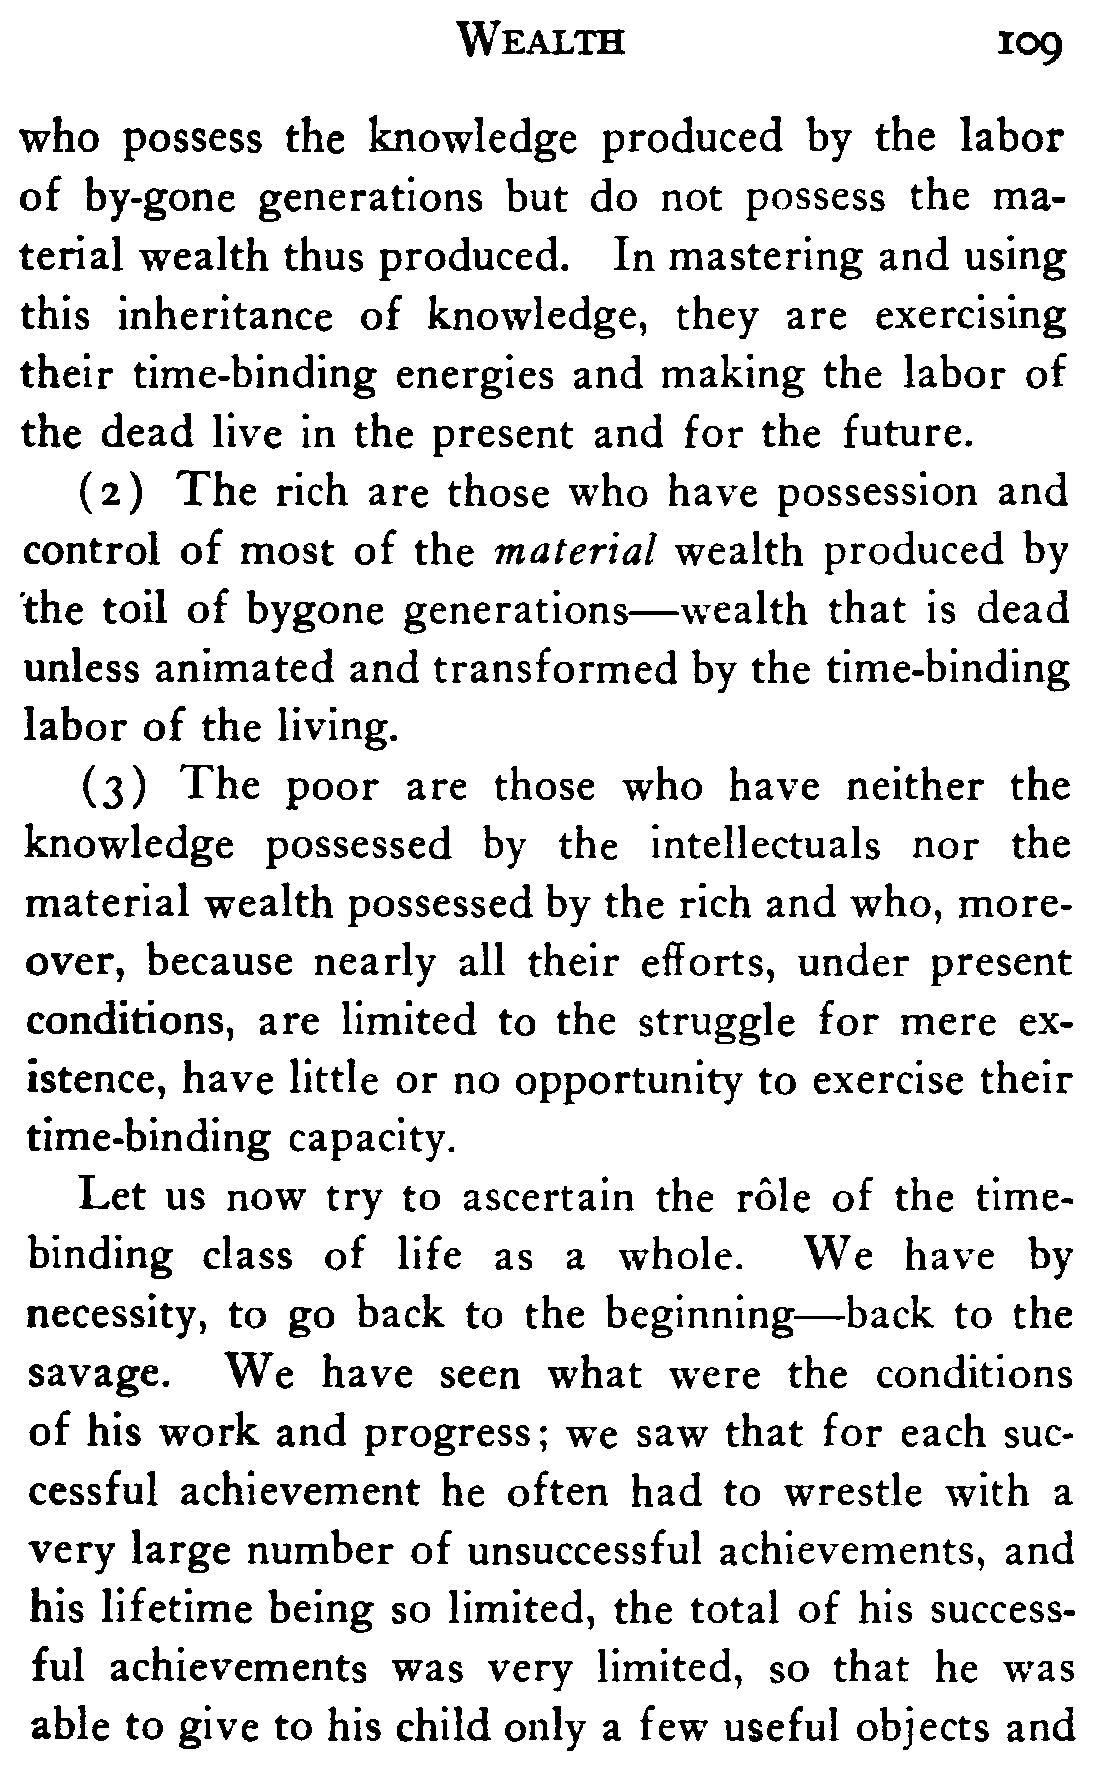 WEALTH 109
who possess the knowledge produced by the labor
of by-gone generations but do not possess the ma-
terial wealth thus produced. In mastering and using
this inheritance of knowledge, they are exercising
their time-binding energies and making the labor of
the dead live in the present and for the future.
(2) The rich are those who have possession and
control of most of the material wealth produced by
the toil of bygone generations—wealth that is dead
unless animated and transformed by the time-binding
labor of the living.
(3) The poor are those who have neither the
knowledge possessed by the intellectuals nor the
material wealth possessed by the rich and who, more-
over, because nearly all their efforts, under present
conditions, are limited to the struggle for mere ex-
istence, have little or no opportunity to exercise their
time-binding capacity.
Let us now try to ascertain the rôle of the time-
binding class of life as a whole. We have by
necessity, to go back to the beginning—back to the
savage. We have seen what were the conditions
of his work and progress; we saw that for each suc-
cessful achievement he often had to wrestle with a
very large number of unsuccessful achievements, and
his lifetime being so limited, the total of his success-
ful achievements was very limited, so that he was
able to give to his child only a few useful objects and